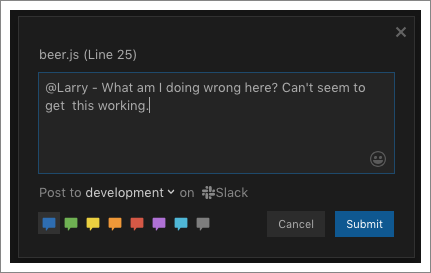 beer.js (Line 25)
@Larry - What am I doing wrong here? Can't seem to
get  this working.
Post to development on Slack
Cancel Submit